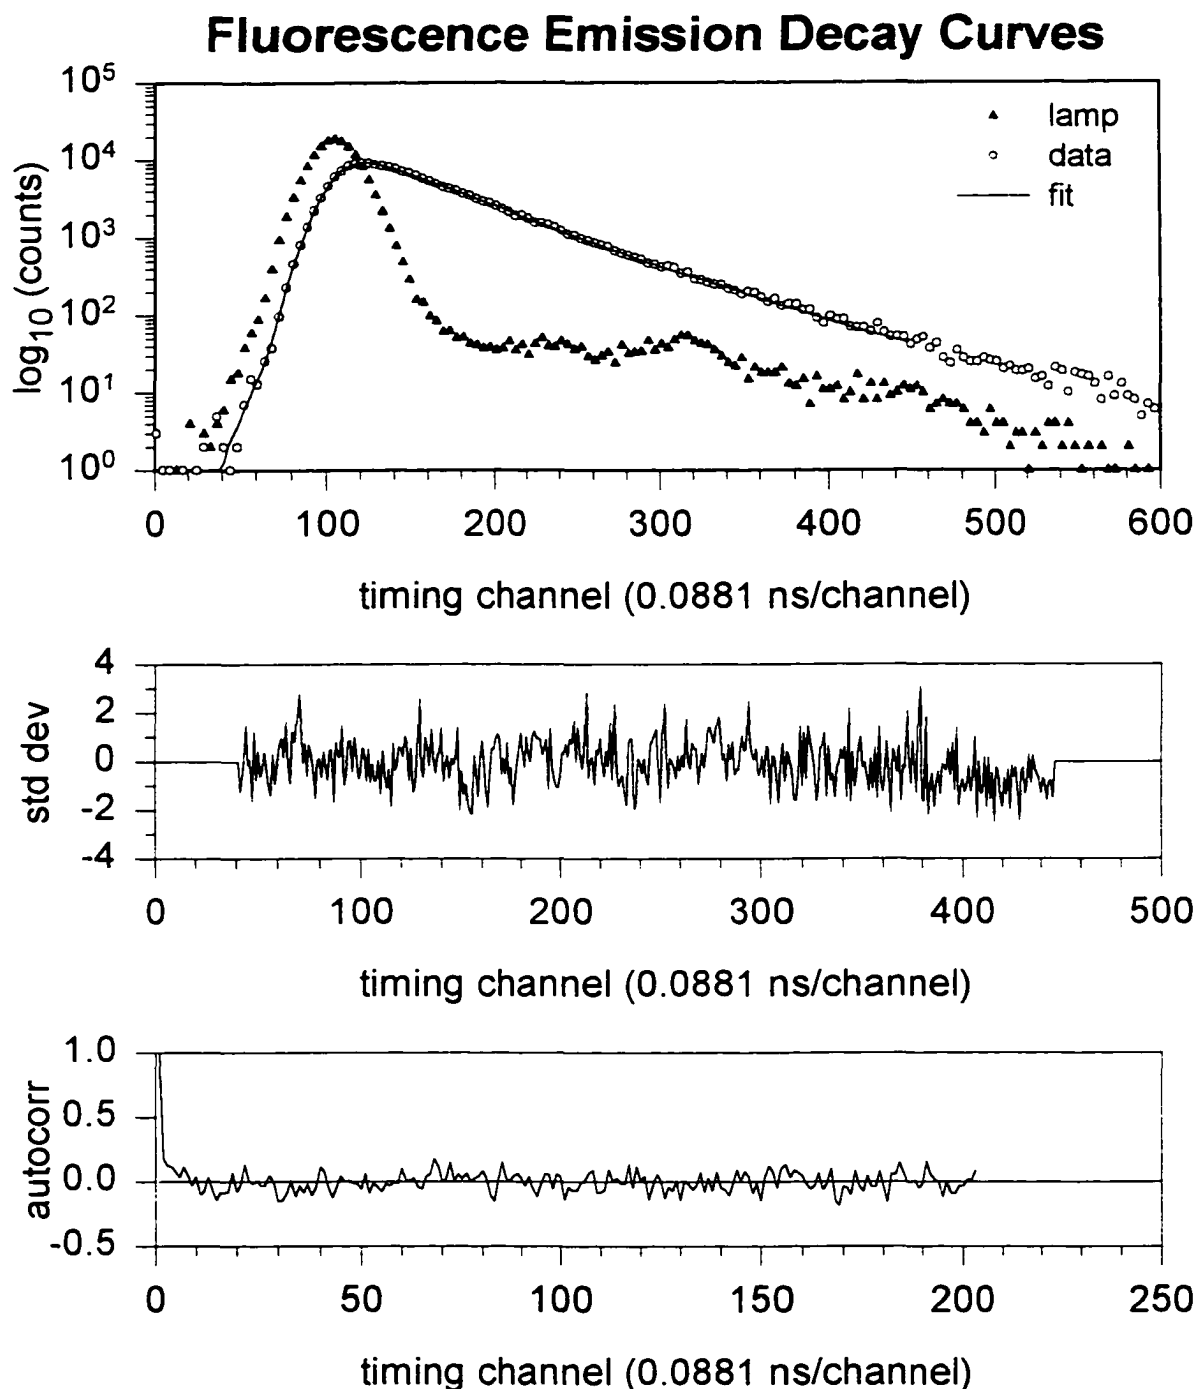 Fluorescence Emission Decay Curves
10^5
10^4
10^3
10^2
10^1
10^0
log10 (counts)
lamp
data
fit
0 100 200 300 400 500 600
timing channel (0.0881 ns/channel)
4
2
0
-2
-4
std dev
0 100 200 300 400 500
timing channel (0.0881 ns/channel)
1.0
0.5
0.0
-0.5
autocorr
0 50 100 150 200 250
timing channel (0.0881 ns/channel)